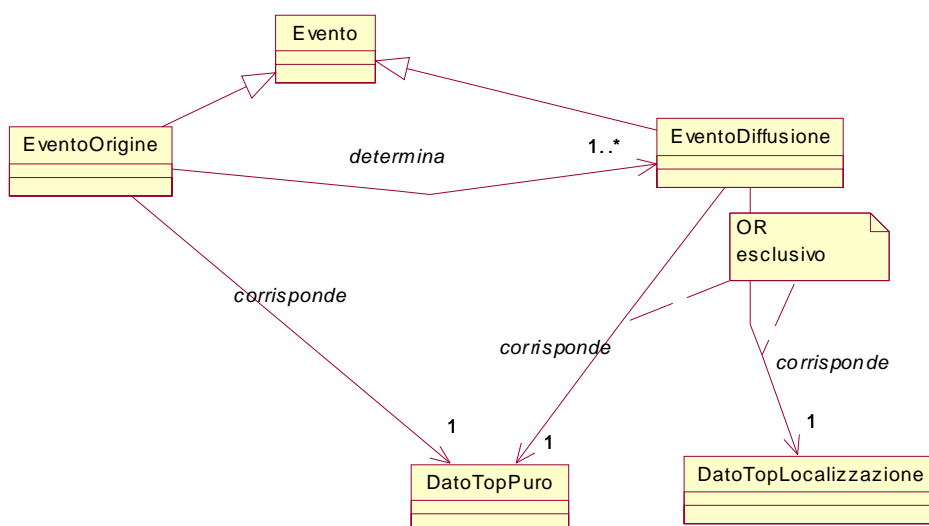 Evento
EventoOrigine
EventoDiffusione
determina
1..*
OR
esclusivo
corrisponde
corrisponde
corrisponde
1
1
1
DatoTopPuro
DatoTopLocalizzazione